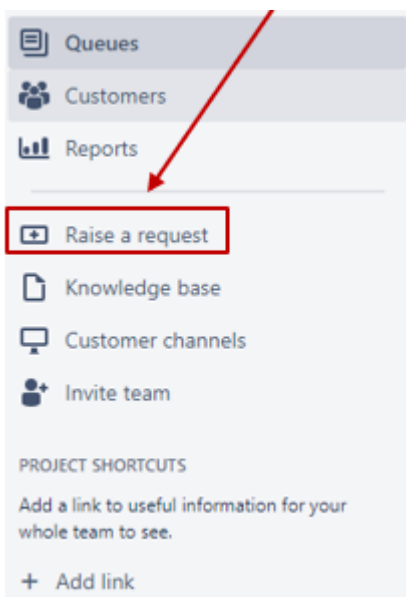 Queues
Customers
Reports
Raise a request
Knowledge base
Customer channels
Invite team
PROJECT SHORTCUTS
Add a link to useful information for your
whole team to see.
+ Add link